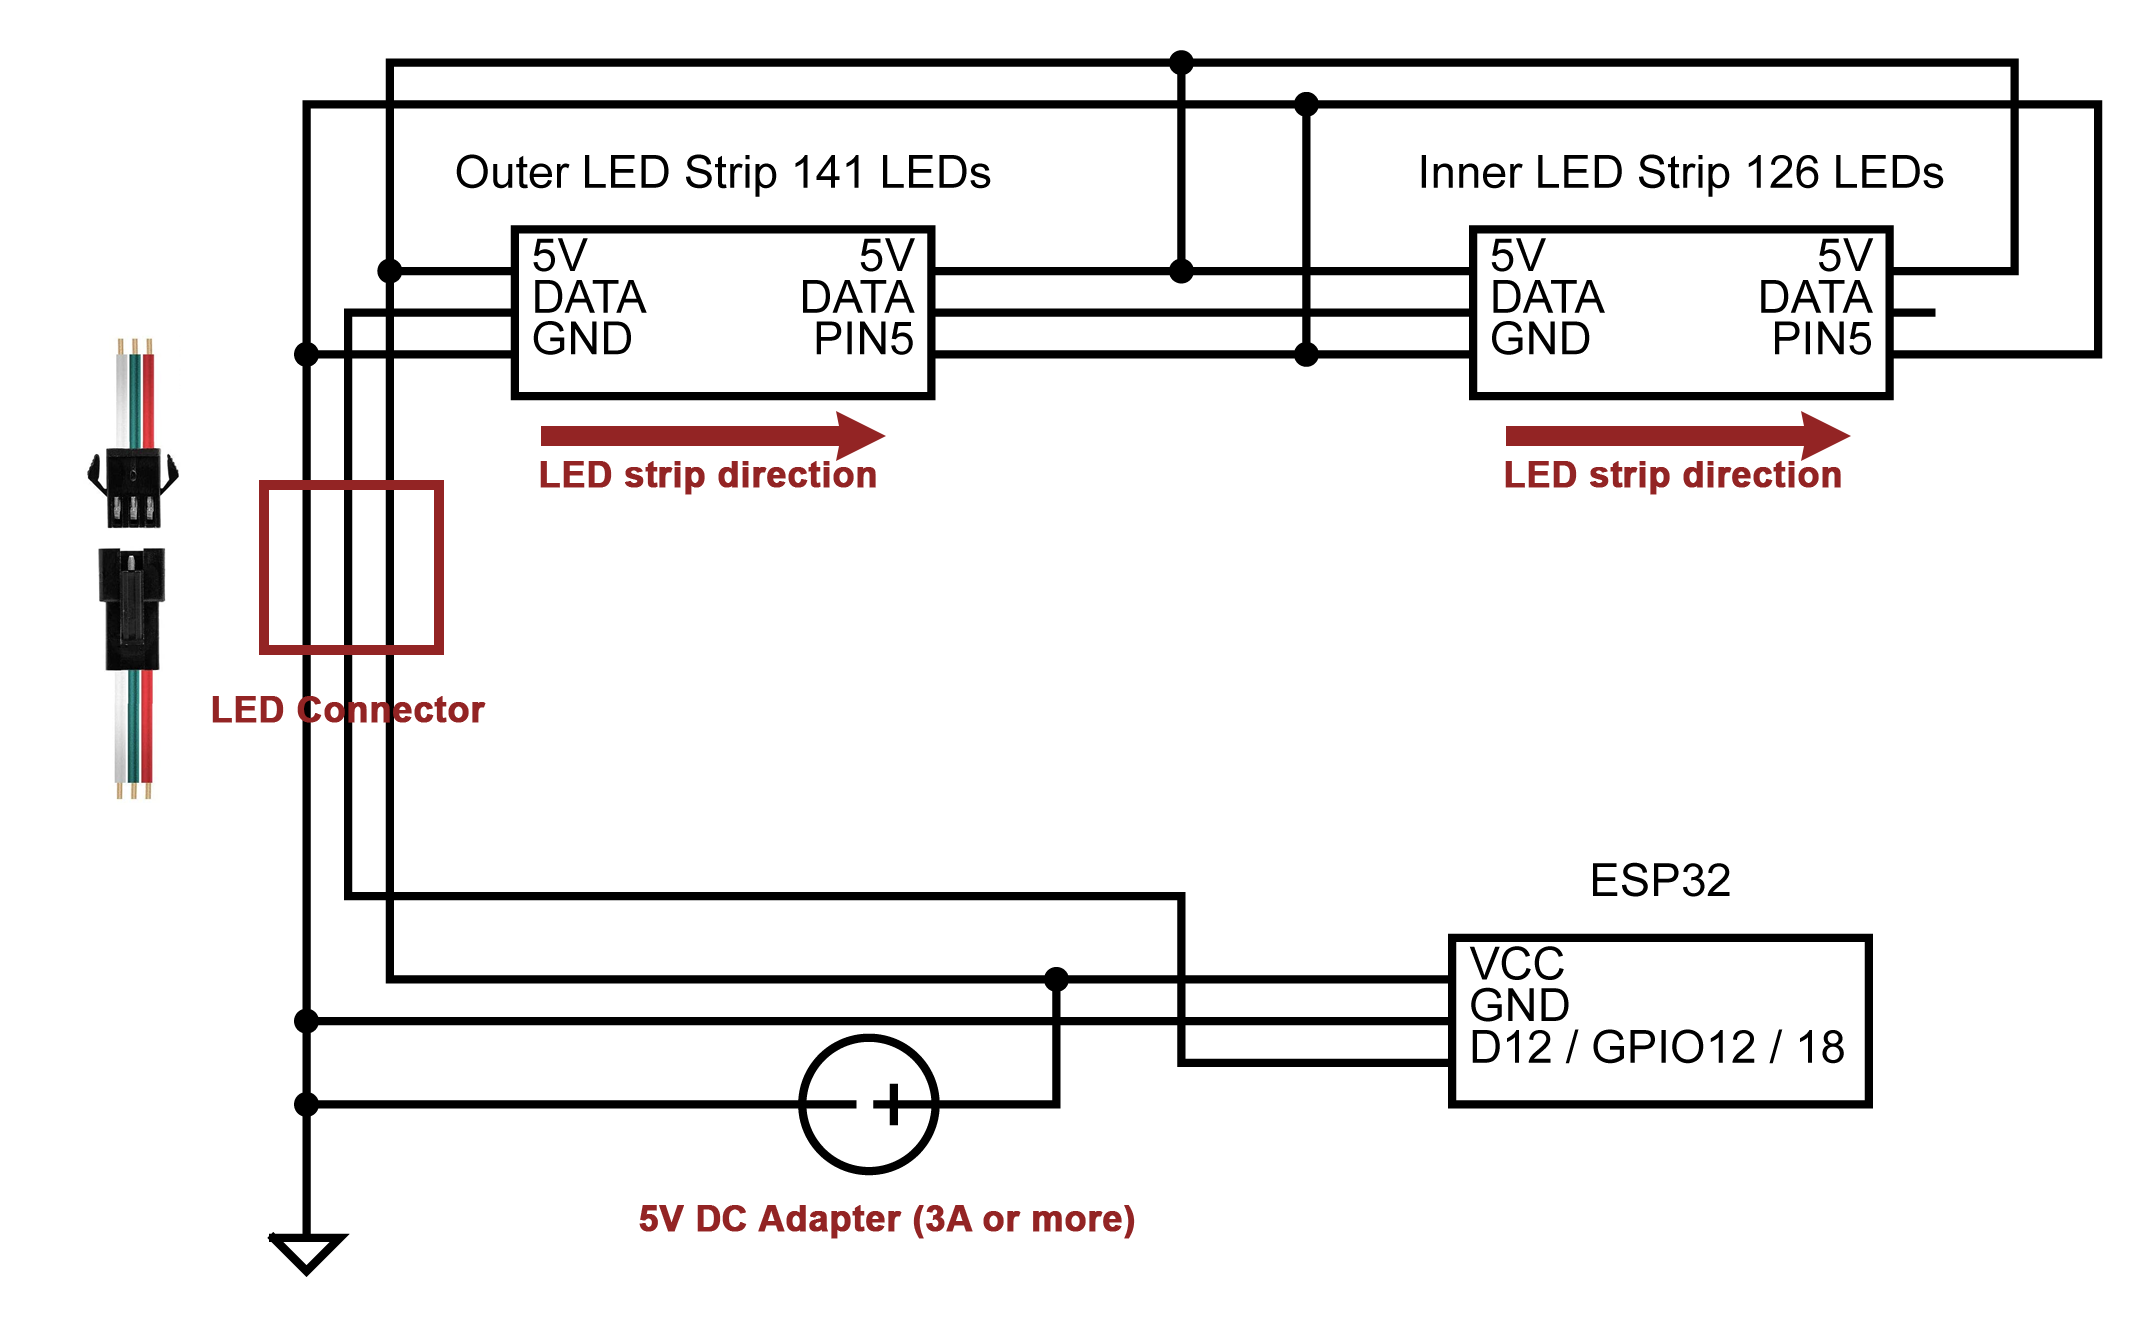 Outer LED Strip 141 LEDs
Inner LED Strip 126 LEDs
5V
DATA
GND
5V
DATA
PIN5
5V
DATA
GND
5V
DATA
PIN5
LED strip direction
LED strip direction
LED Connector
ESP32
VCC
GND
D12 / GPIO12 / 18
5V DC Adapter (3A or more)